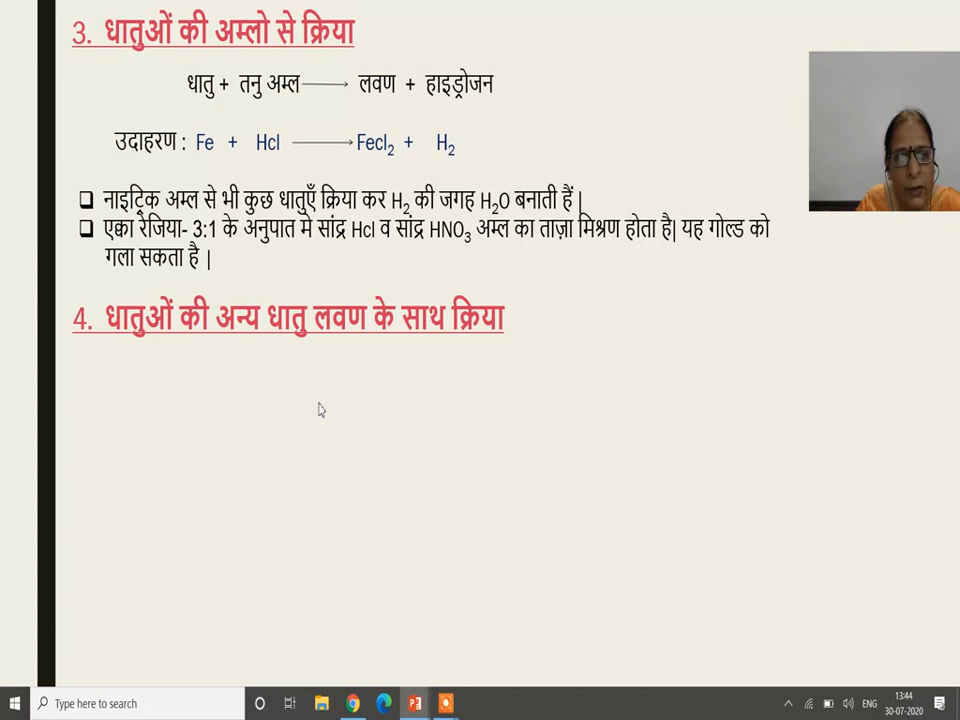 3. धातुओं की अम्लो से क्रिया
धातु + तनु अम्ल ⟶ लवण + हाइड्रोजन
उदाहरण : Fe + Hcl ⟶ Fecl₂ + H₂
❑ नाइट्रिक अम्ल से भी कुछ धातुएँ क्रिया कर H₂ की जगह H₂O बनाती हैं |
❑ एक्वा रेजिया- 3:1 के अनुपात मे सांद्र Hcl व सांद्र HNO₃ अम्ल का ताज़ा मिश्रण होता है| यह गोल्ड को
गला सकता है |
4. धातुओं की अन्य धातु लवण के साथ क्रिया
Type here to search
ENG
13:44
30-07-2020